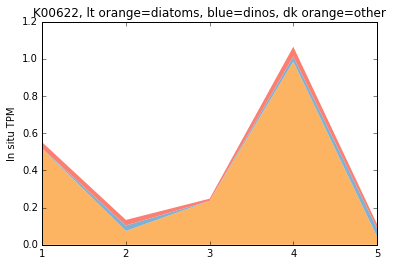 K00622, lt orange=diatoms, blue=dinos, dk orange=other
In situ TPM
1.2
1.0
0.8
0.6
0.4
0.2
0.0
1 2 3 4 5